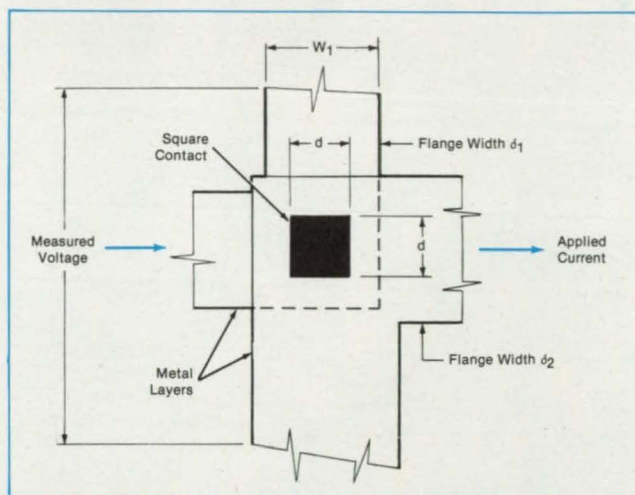 W1
Square
Contact
d
Flange Width δ1
Measured
Voltage
d
Applied
Current
Metal
Layers
Flange Width δ2